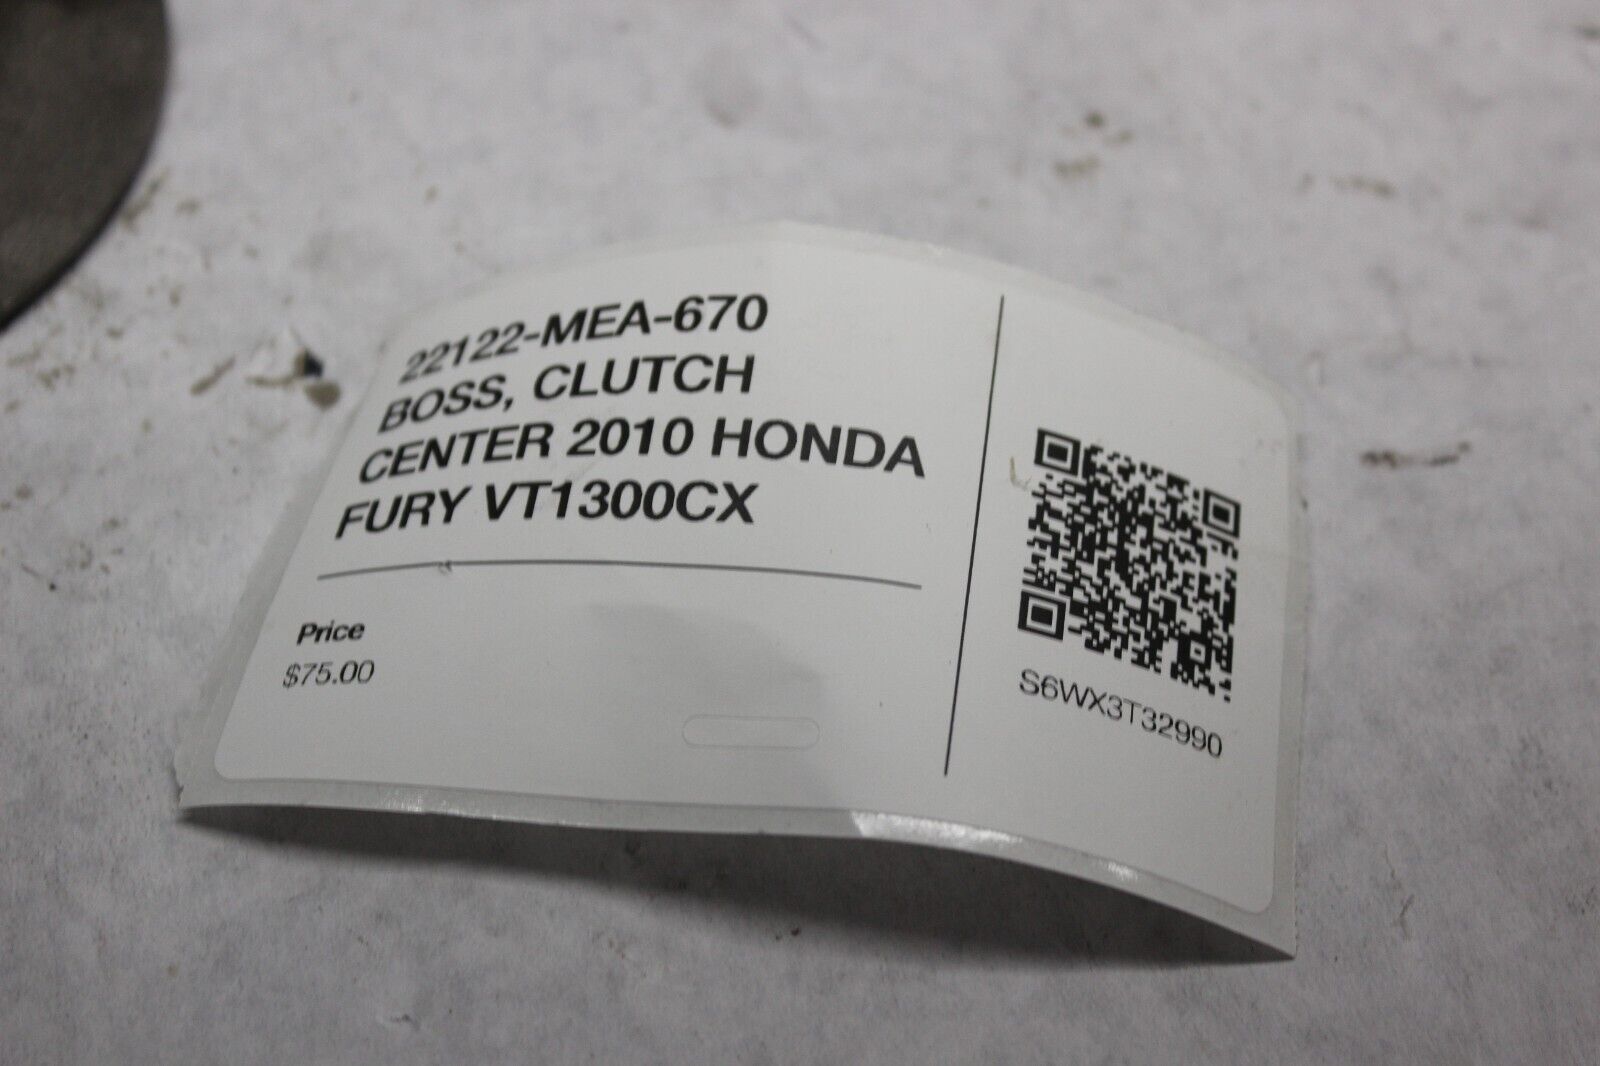 22122-MEA-670
BOSS, CLUTCH
CENTER 2010 HONDA
FURY VT1300CX
Price
$75.00
S6WX3T32990